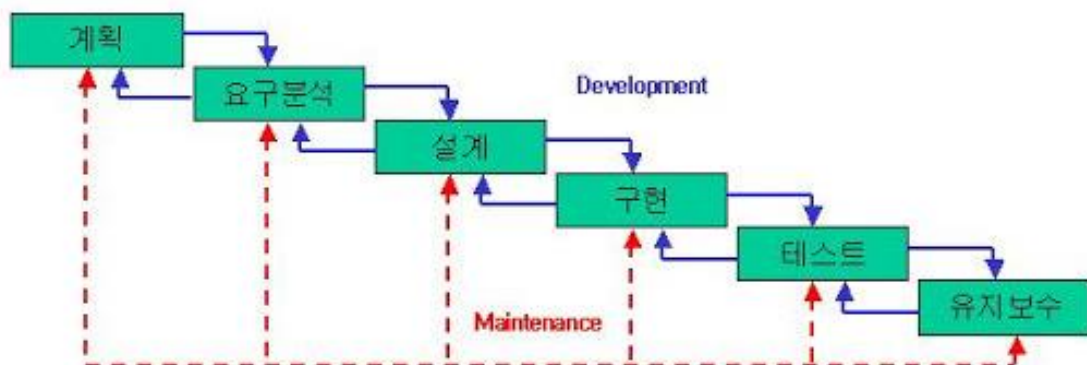 계획
요구분석
Development
설계
구현
테스트
Maintenance
유지보수